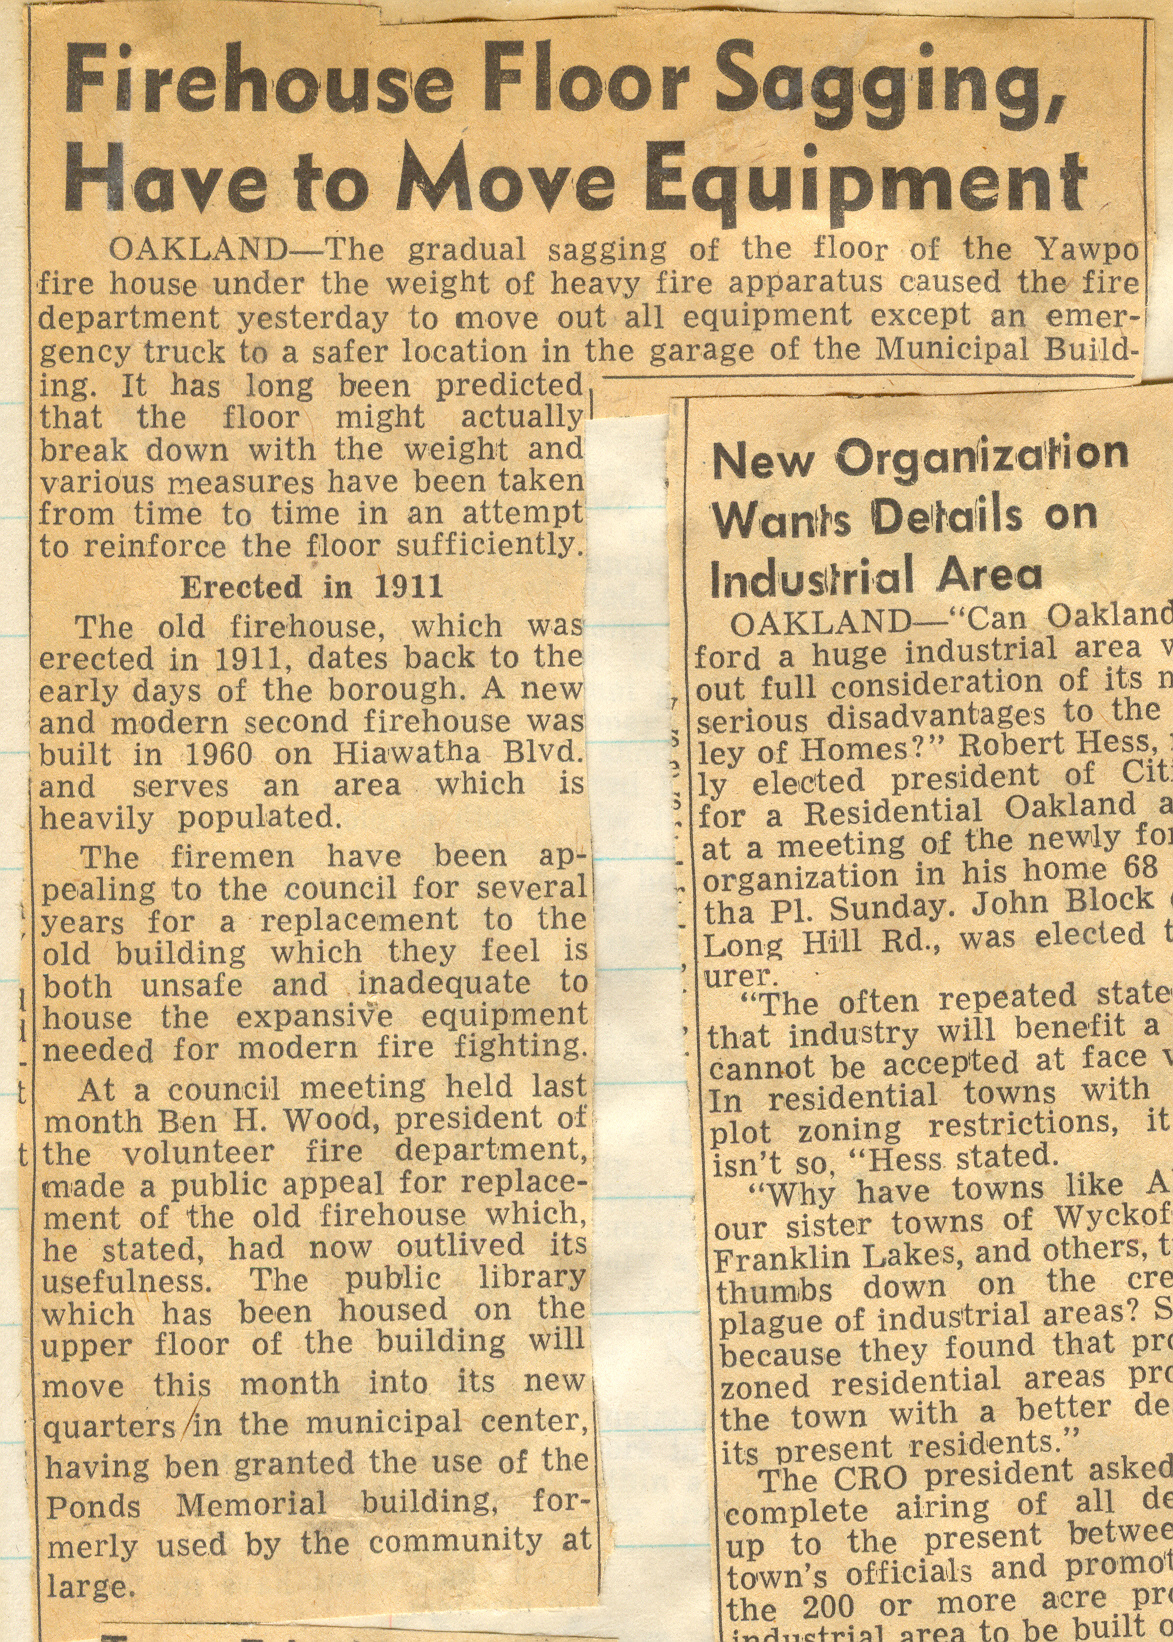 Firehouse Floor Sagging,
Have to Move Equipment
OAKLAND—The gradual sagging of the floor of the Yawpo
fire house under the weight of heavy fire apparatus caused the fire
department yesterday to move out all equipment except an emer-
gency truck to a safer location in the garage of the Municipal Build-
ing. It has long been predicted
that the floor might actually
break down with the weight and
various measures have been taken
from time to time in an attempt
to reinforce the floor sufficiently.
Erected in 1911
The old firehouse, which was
erected in 1911, dates back to the
early days of the borough. A new
and modern second firehouse was
built in 1960 on Hiawatha Blvd.
and serves an area which is
heavily populated.
The firemen have been ap-
pealing to the council for several
years for a replacement to the
old building which they feel is
both unsafe and inadequate to
house the expansive equipment
needed for modern fire fighting.
At a council meeting held last
month Ben H. Wood, president of
the volunteer fire department,
made a public appeal for replace-
ment of the old firehouse which,
he stated, had now outlived its
usefulness. The public library
which has been housed on the
upper floor of the building will
move this month into its new
quarters in the municipal center,
having ben granted the use of the
Ponds Memorial building, for-
merly used by the community at
large.
New Organization
Wants Details on
Industrial Area
OAKLAND—“Can Oakland
ford a huge industrial area
out full consideration of its
serious disadvantages to the
ley of Homes?” Robert Hess,
ly elected president of Citi
for a Residential Oakland a
at a meeting of the newly for
organization in his home 68
tha Pl. Sunday. John Block
Long Hill Rd., was elected t
urer.
“The often repeated state
that industry will benefit a
cannot be accepted at face v
In residential towns with
plot zoning restrictions, it
isn't so, “Hess stated.
“Why have towns like A
our sister towns of Wyckof
Franklin Lakes, and others, t
thumbs down on the cre
plague of industrial areas? S
because they found that pro
zoned residential areas pro
the town with a better de
its present residents.”
The CRO president asked
complete airing of all de
up to the present betwee
town's officials and promot
the 200 or more acre pro
industrial area to be built o